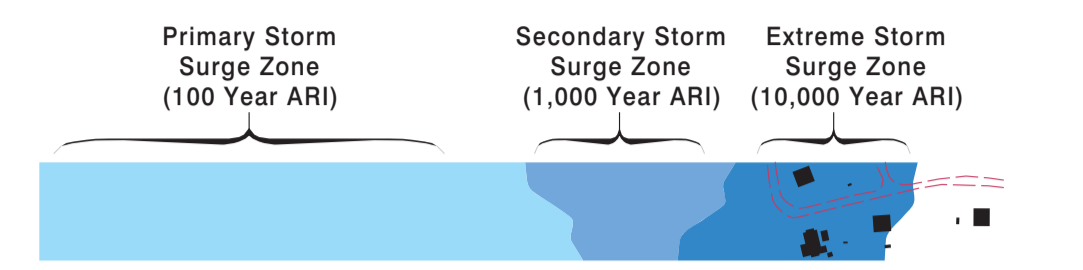 Primary Storm
Surge Zone
(100 Year ARI)
Secondary Storm
Surge Zone
(1,000 Year ARI)
Extreme Storm
Surge Zone
(10,000 Year ARI)